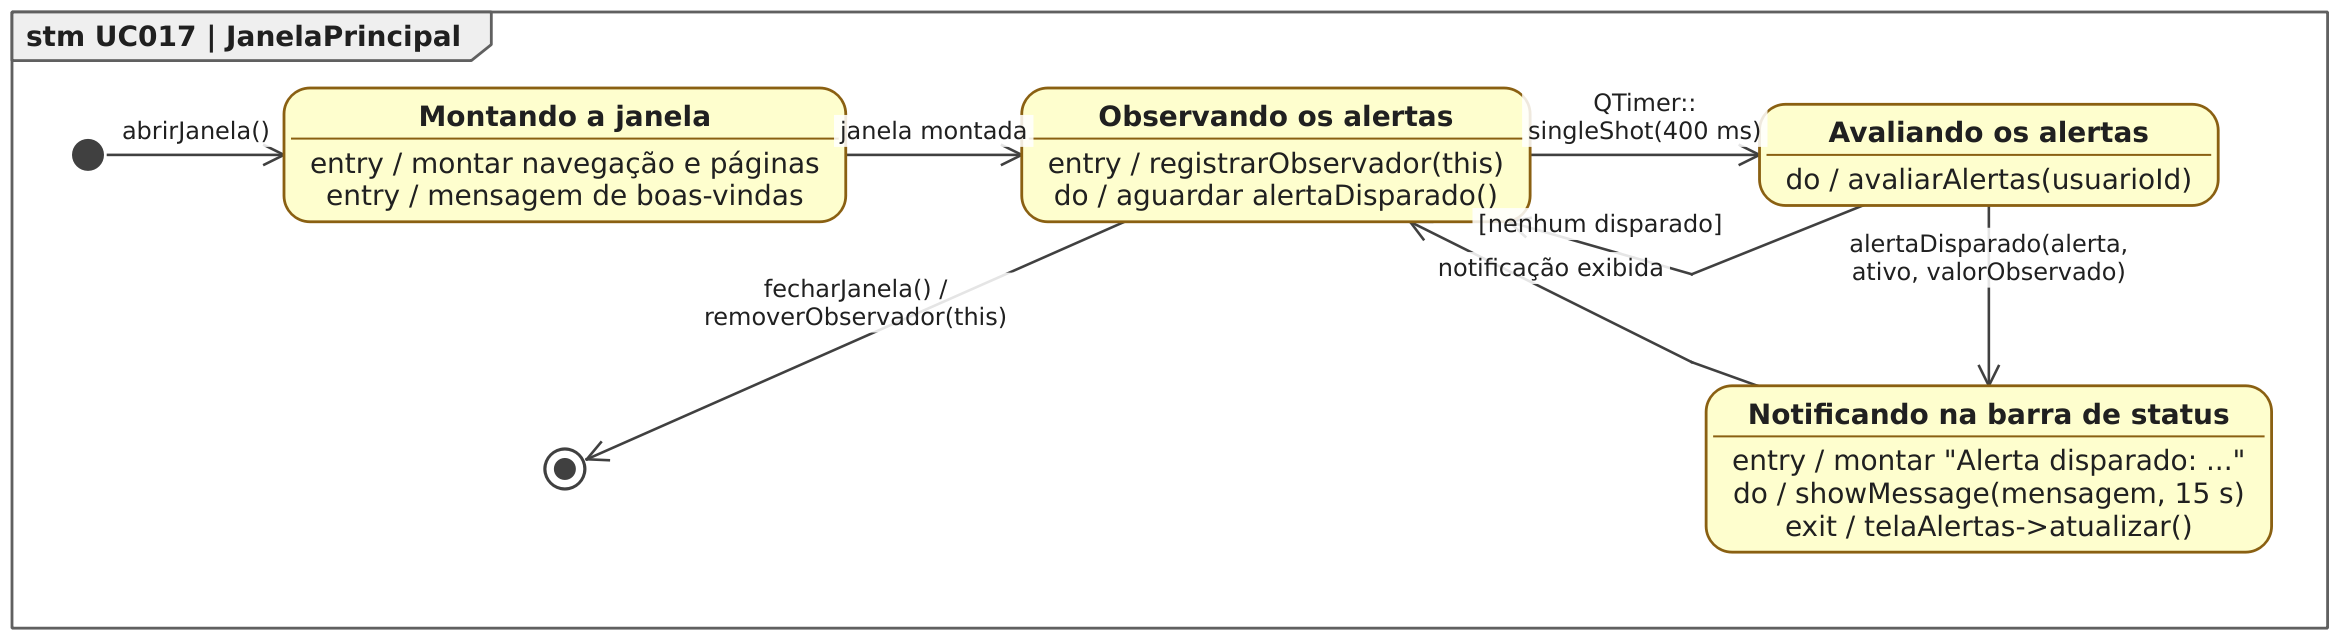 stm UC017 | JanelaPrincipal
abrirJanela()
Montando a janela
entry / montar navegação e páginas
entry / mensagem de boas-vindas
janela montada
Observando os alertas
entry / registrarObservador(this)
do / aguardar alertaDisparado()
QTimer::
singleShot(400 ms)
Avaliando os alertas
do / avaliarAlertas(usuarioId)
[nenhum disparado]
notificação exibida
alertaDisparado(alerta,
ativo, valorObservado)
fecharJanela() /
removerObservador(this)
Notificando na barra de status
entry / montar "Alerta disparado: ..."
do / showMessage(mensagem, 15 s)
exit / telaAlertas->atualizar()